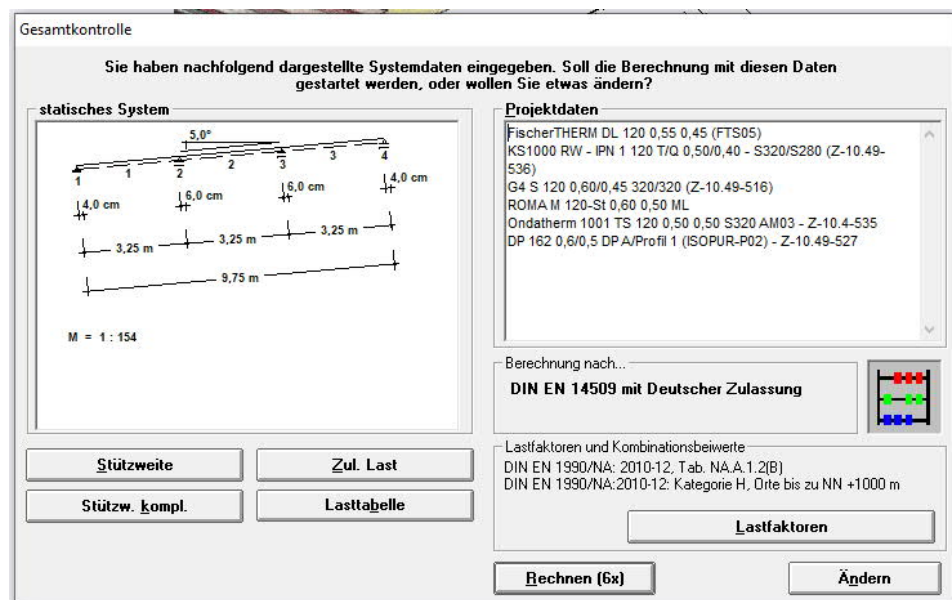 Gesamtkontrolle
Sie haben nachfolgend dargestellte Systemdaten eingegeben. Soll die Berechnung mit diesen Daten
gestartet werden, oder wollen Sie etwas ändern?
statisches System
5,0°
1 1 2 2 3 3 4
4,0 cm 6,0 cm 6,0 cm 4,0 cm
3,25 m 3,25 m 3,25 m
9,75 m
M = 1 : 154
Projektdaten
FischerTHERM DL 120 0,55 0,45 (FTS05)
KS1000 RW - IPN 1 120 T/Q 0,50/0,40 - S320/S280 (Z-10.49-
536)
G4 S 120 0,60/0,45 320/320 (Z-10.49-516)
ROMA M 120-St 0,60 0,50 ML
Ondatherm 1001 TS 120 0,50 0,50 S320 AM03 - Z-10.4-535
DP 162 0,6/0,5 DP A/Profil 1 (ISOPUR-P02) - Z-10.49-527
Berechnung nach...
DIN EN 14509 mit Deutscher Zulassung
Stützweite
Zul. Last
Stützw. kompl.
Lasttabelle
Lastfaktoren und Kombinationsbeiwerte
DIN EN 1990/NA: 2010-12, Tab. NA.A.1.2(B)
DIN EN 1990/NA:2010-12: Kategorie H, Orte bis zu NN +1000 m
Lastfaktoren
Rechnen (6x)
Ändern